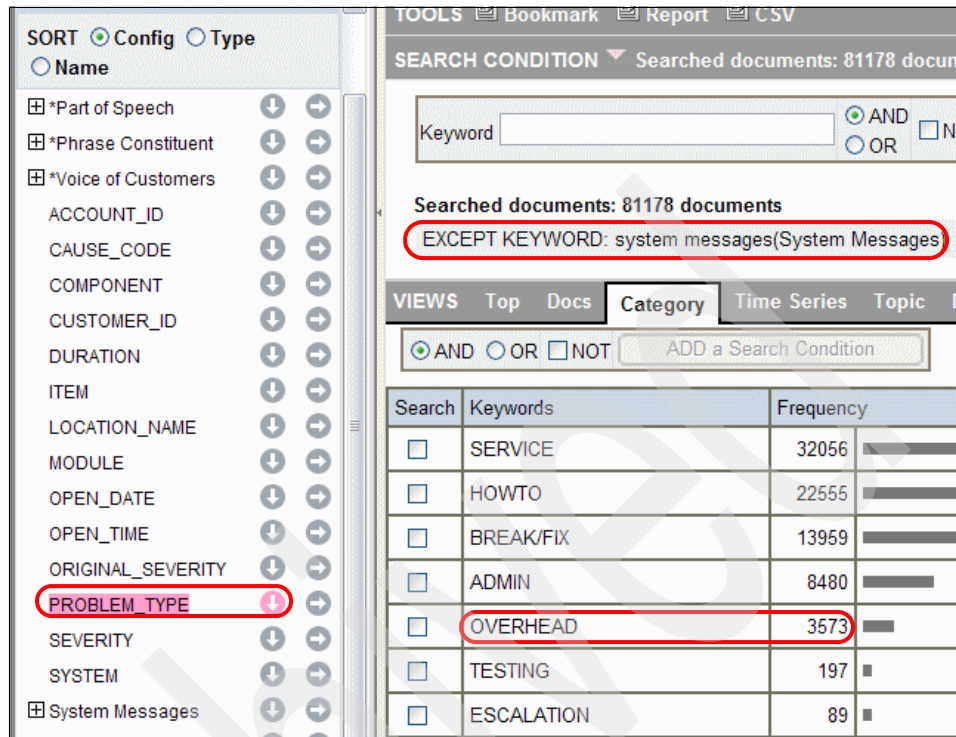 SORT Config Type
Name
*Part of Speech
*Phrase Constituent
*Voice of Customers
ACCOUNT_ID
CAUSE_CODE
COMPONENT
CUSTOMER_ID
DURATION
ITEM
LOCATION_NAME
MODULE
OPEN_DATE
OPEN_TIME
ORIGINAL_SEVERITY
PROBLEM_TYPE
SEVERITY
SYSTEM
System Messages
TOOLS Bookmark Report CSV
SEARCH CONDITION Searched documents: 81178 docum
Keyword AND
OR
N
Searched documents: 81178 documents
EXCEPT KEYWORD: system messages(System Messages)
VIEWS Top Docs Category Time Series Topic
AND OR NOT ADD a Search Condition
Search Keywords Frequency
SERVICE 32056
HOWTO 22555
BREAK/FIX 13959
ADMIN 8480
OVERHEAD 3573
TESTING 197
ESCALATION 89